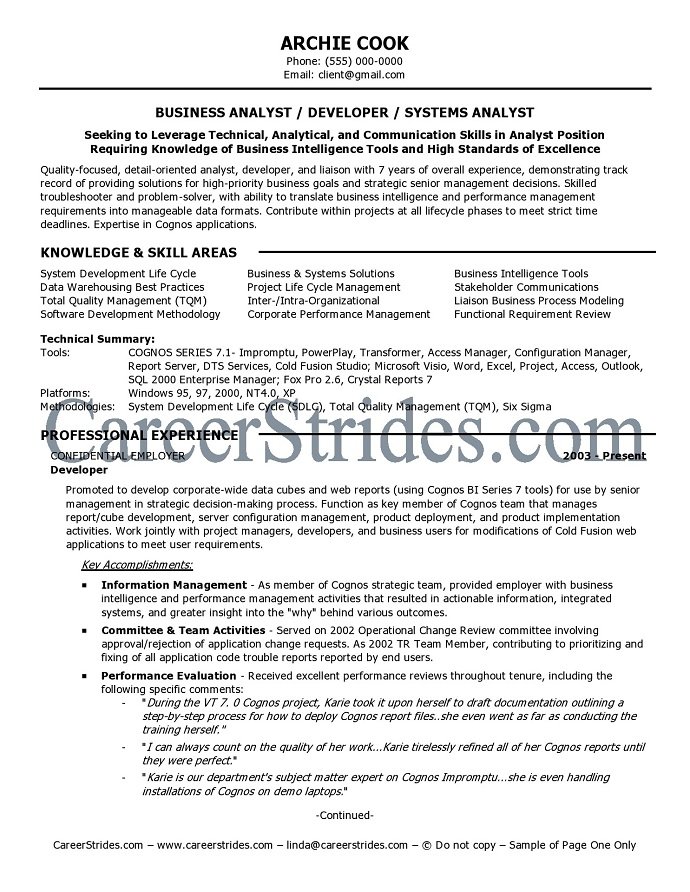 ARCHIE COOK
Phone: (555) 000-0000
Email: client@gmail.com
BUSINESS ANALYST / DEVELOPER / SYSTEMS ANALYST
Seeking to Leverage Technical, Analytical, and Communication Skills in Analyst Position
Requiring Knowledge of Business Intelligence Tools and High Standards of Excellence
Quality-focused, detail-oriented analyst, developer, and liaison with 7 years of overall experience, demonstrating track
record of providing solutions for high-priority business goals and strategic senior management decisions. Skilled
troubleshooter and problem-solver, with ability to translate business intelligence and performance management
requirements into manageable data formats. Contribute within projects at all lifecycle phases to meet strict time
deadlines. Expertise in Cognos applications.
KNOWLEDGE & SKILL AREAS
System Development Life Cycle Business & Systems Solutions Business Intelligence Tools
Data Warehousing Best Practices Project Life Cycle Management Stakeholder Communications
Total Quality Management (TQM) Inter-/Intra-Organizational Liaison Business Process Modeling
Software Development Methodology Corporate Performance Management Functional Requirement Review
Technical Summary:
Tools: COGNOS SERIES 7.1- Impromptu, PowerPlay, Transformer, Access Manager, Configuration Manager,
Report Server, DTS Services, Cold Fusion Studio; Microsoft Visio, Word, Excel, Project, Access, Outlook,
SQL 2000 Enterprise Manager; Fox Pro 2.6, Crystal Reports 7
Platforms: Windows 95, 97, 2000, NT4.0, XP
Methodologies: System Development Life Cycle (SDLC), Total Quality Management (TQM), Six Sigma
CareerStrides.com
PROFESSIONAL EXPERIENCE
CONFIDENTIAL EMPLOYER 2003 - Present
Developer
Promoted to develop corporate-wide data cubes and web reports (using Cognos BI Series 7 tools) for use by senior
management in strategic decision-making process. Function as key member of Cognos team that manages
report/cube development, server configuration management, product deployment, and product implementation
activities. Work jointly with project managers, developers, and business users for modifications of Cold Fusion web
applications to meet user requirements.
Key Accomplishments:
▪ Information Management - As member of Cognos strategic team, provided employer with business
intelligence and performance management activities that resulted in actionable information, integrated
systems, and greater insight into the "why" behind various outcomes.
▪ Committee & Team Activities - Served on 2002 Operational Change Review committee involving
approval/rejection of application change requests. As 2002 TR Team Member, contributing to prioritizing and
fixing of all application code trouble reports reported by end users.
▪ Performance Evaluation - Received excellent performance reviews throughout tenure, including the
following specific comments:
- "During the VT 7. 0 Cognos project, Karie took it upon herself to draft documentation outlining a
step-by-step process for how to deploy Cognos report files..she even went as far as conducting the
training herself."
- "I can always count on the quality of her work...Karie tirelessly refined all of her Cognos reports until
they were perfect."
- "Karie is our department's subject matter expert on Cognos Impromptu...she is even handling
installations of Cognos on demo laptops."
-Continued-
CareerStrides.com – www.careerstrides.com – linda@careerstrides.com – © Do not copy – Sample of Page One Only